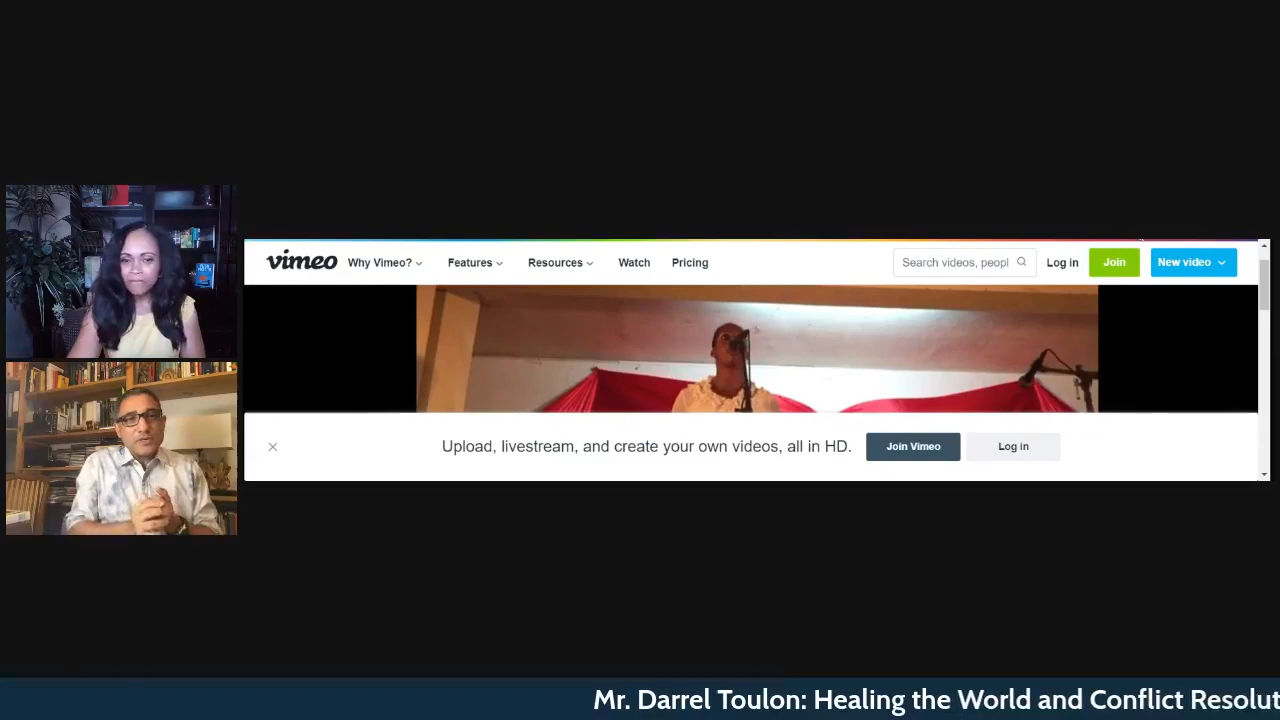 vimeo Why Vimeo? Features Resources Watch Pricing Search videos, peopl Log in Join New video
Upload, livestream, and create your own videos, all in HD. Join Vimeo Log in
Mr. Darrel Toulon: Healing the World and Conflict Resolut